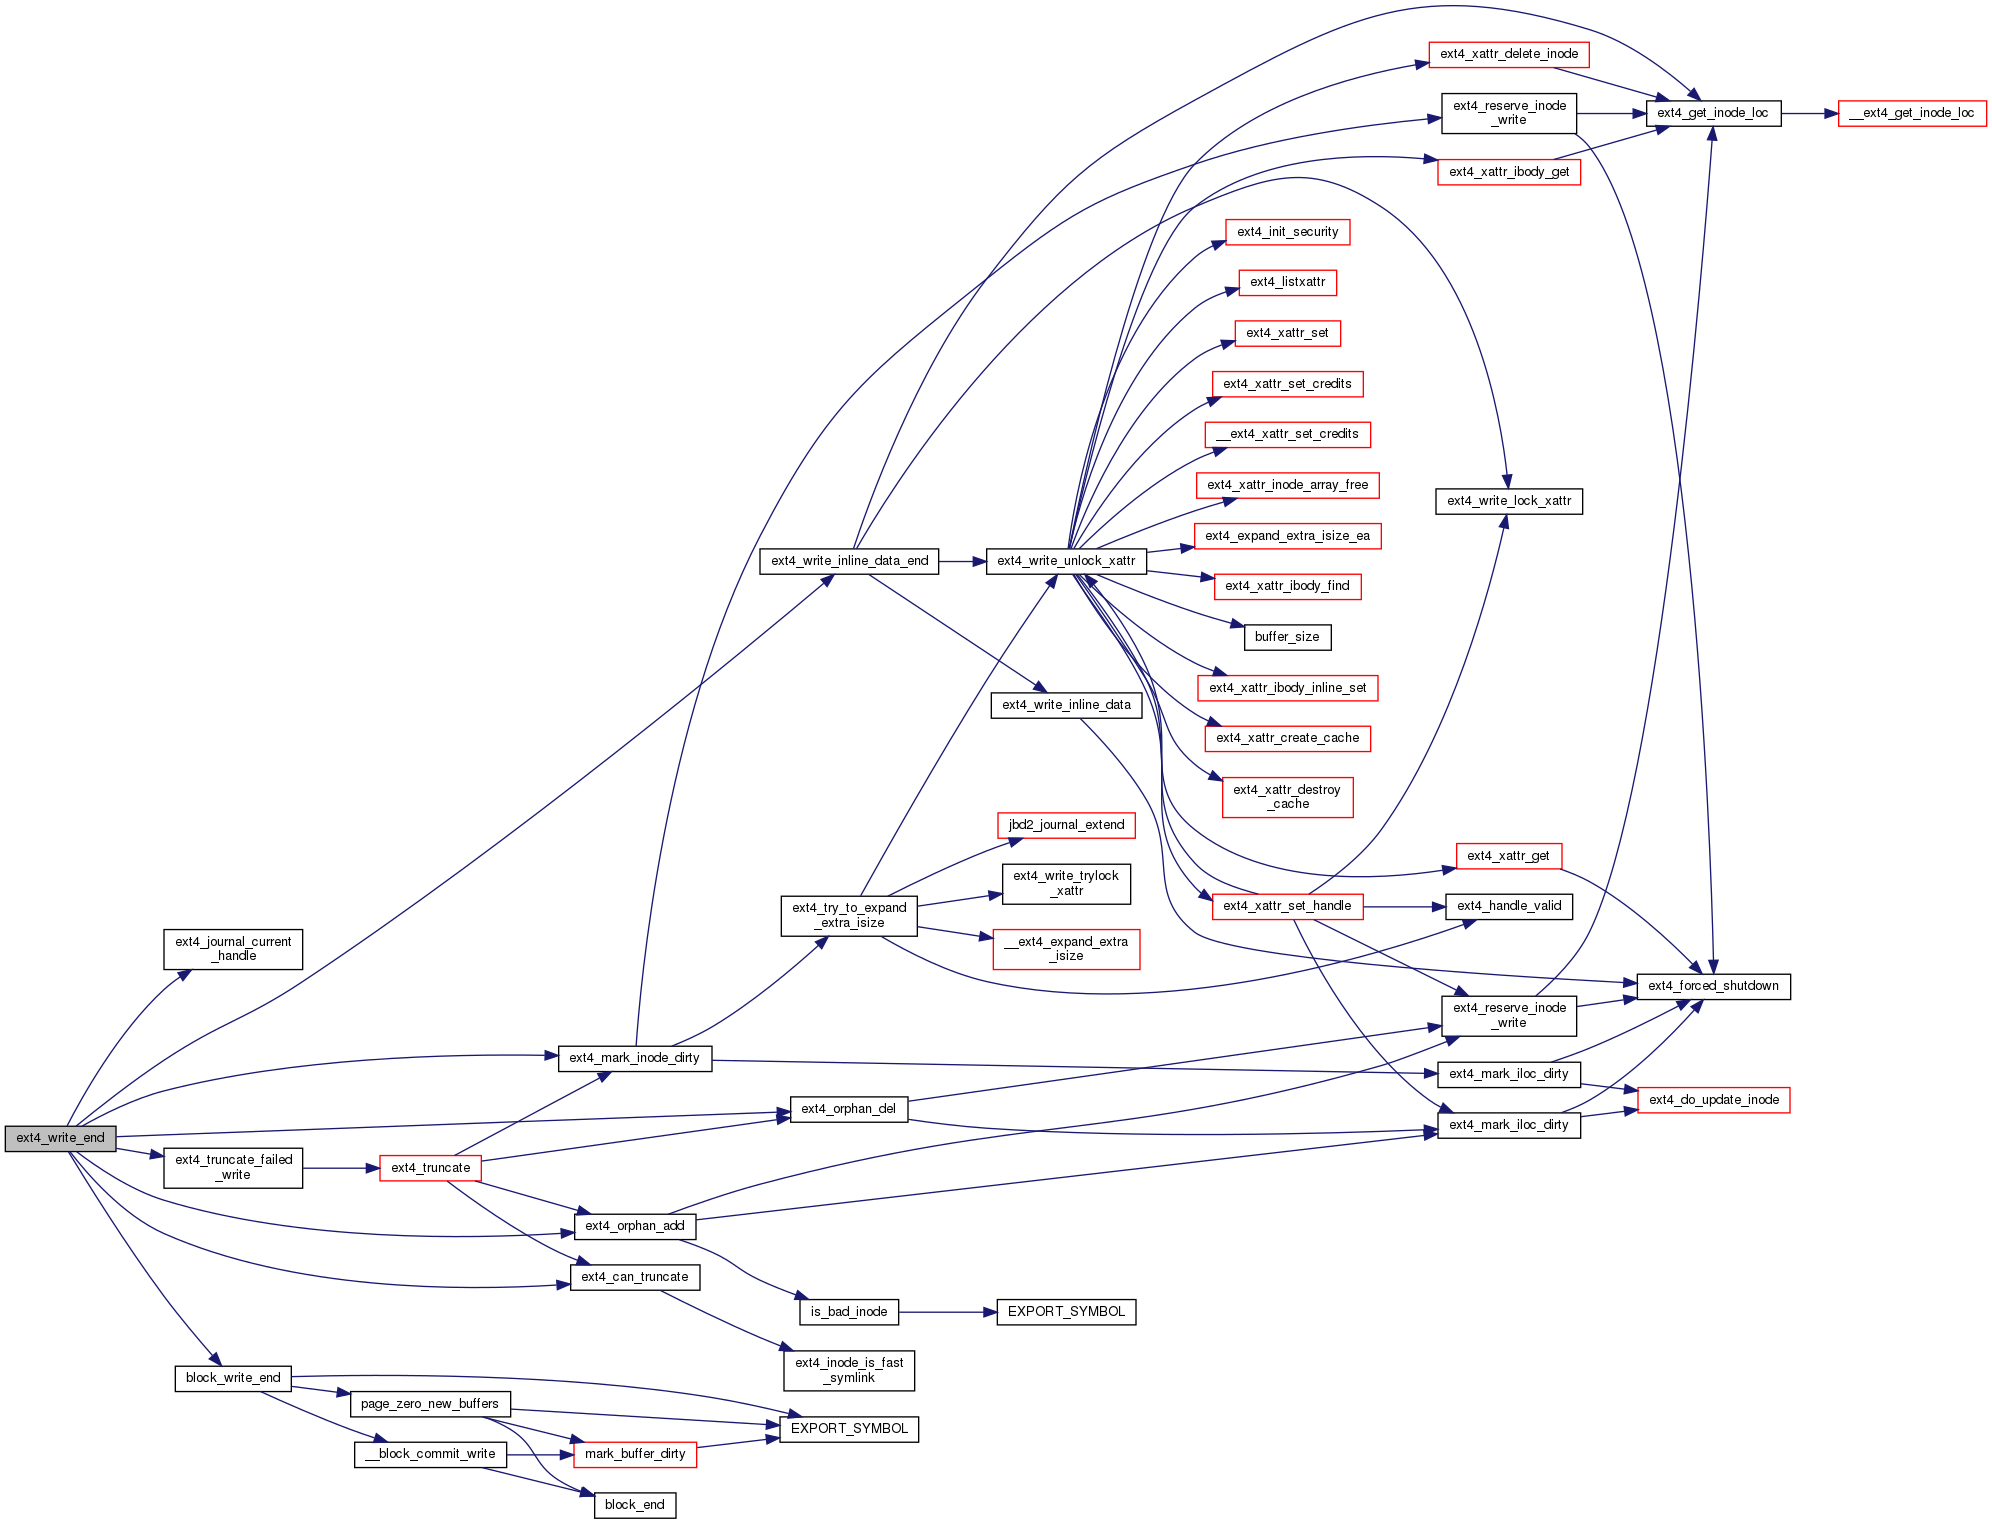 ext4_xattr_delete_inode
ext4_reserve_inode
_write
ext4_get_inode_loc
__ext4_get_inode_loc
ext4_xattr_ibody_get
ext4_init_security
ext4_listxattr
ext4_xattr_set
ext4_xattr_set_credits
__ext4_xattr_set_credits
ext4_xattr_inode_array_free
ext4_write_lock_xattr
ext4_expand_extra_isize_ea
ext4_write_inline_data_end
ext4_write_unlock_xattr
ext4_xattr_ibody_find
buffer_size
ext4_xattr_ibody_inline_set
ext4_write_inline_data
ext4_xattr_create_cache
ext4_xattr_destroy
_cache
jbd2_journal_extend
ext4_xattr_get
ext4_write_trylock
_xattr
ext4_try_to_expand
_extra_isize
ext4_xattr_set_handle
ext4_handle_valid
ext4_journal_current
_handle
__ext4_expand_extra
_isize
ext4_forced_shutdown
ext4_reserve_inode
_write
ext4_mark_inode_dirty
ext4_mark_iloc_dirty
ext4_do_update_inode
ext4_orphan_del
ext4_mark_iloc_dirty
ext4_write_end
ext4_truncate_failed
_write
ext4_truncate
ext4_orphan_add
ext4_can_truncate
is_bad_inode
EXPORT_SYMBOL
ext4_inode_is_fast
_symlink
block_write_end
page_zero_new_buffers
EXPORT_SYMBOL
__block_commit_write
mark_buffer_dirty
block_end